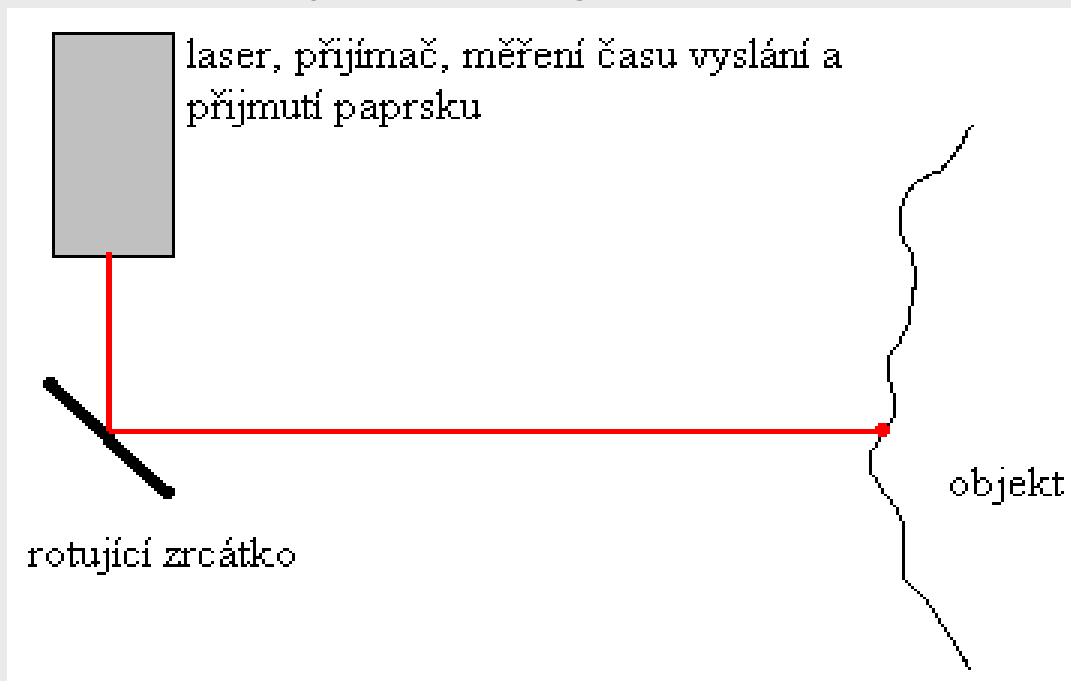 laser, přijímač, měření času vyslání a
přijmutí paprsku
objekt
rotující zrcátko